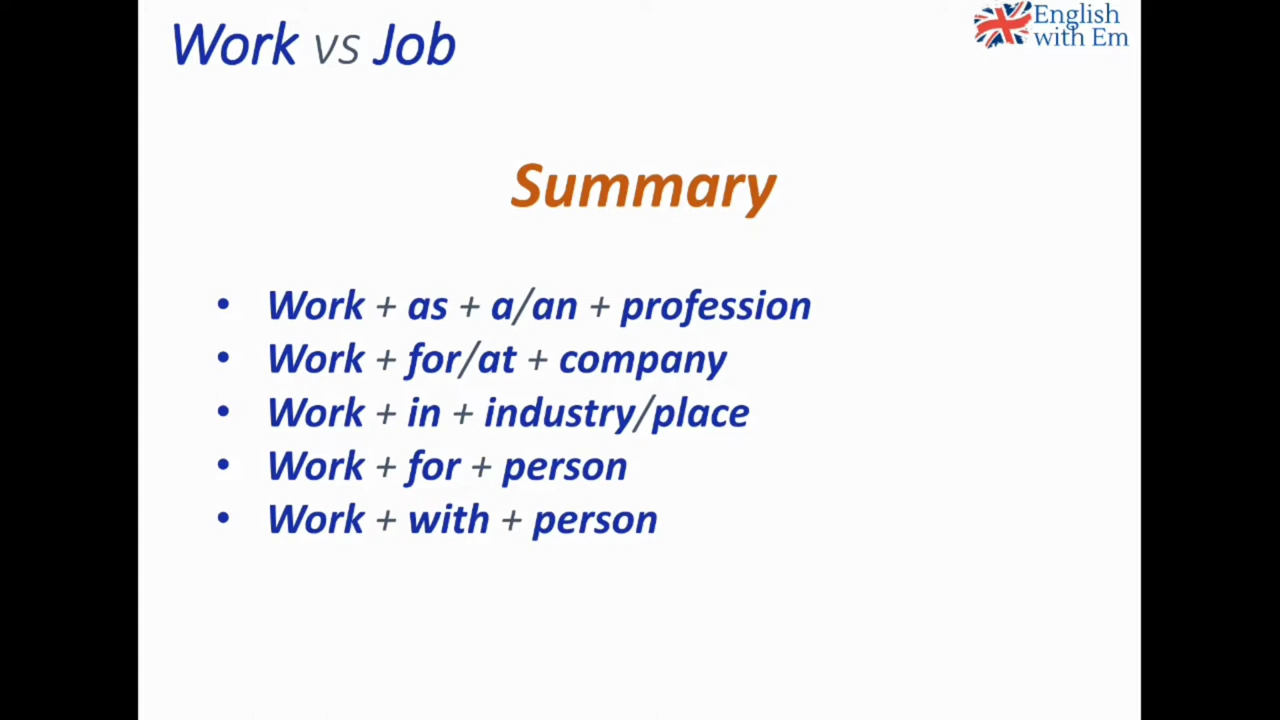 Work vs Job
English
with Em
Summary
• Work + as + a/an + profession
• Work + for/at + company
• Work + in + industry/place
• Work + for + person
• Work + with + person